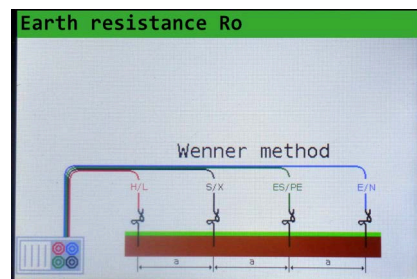 Earth resistance Ro
Wenner method
H/L S/X ES/PE E/N
a a a